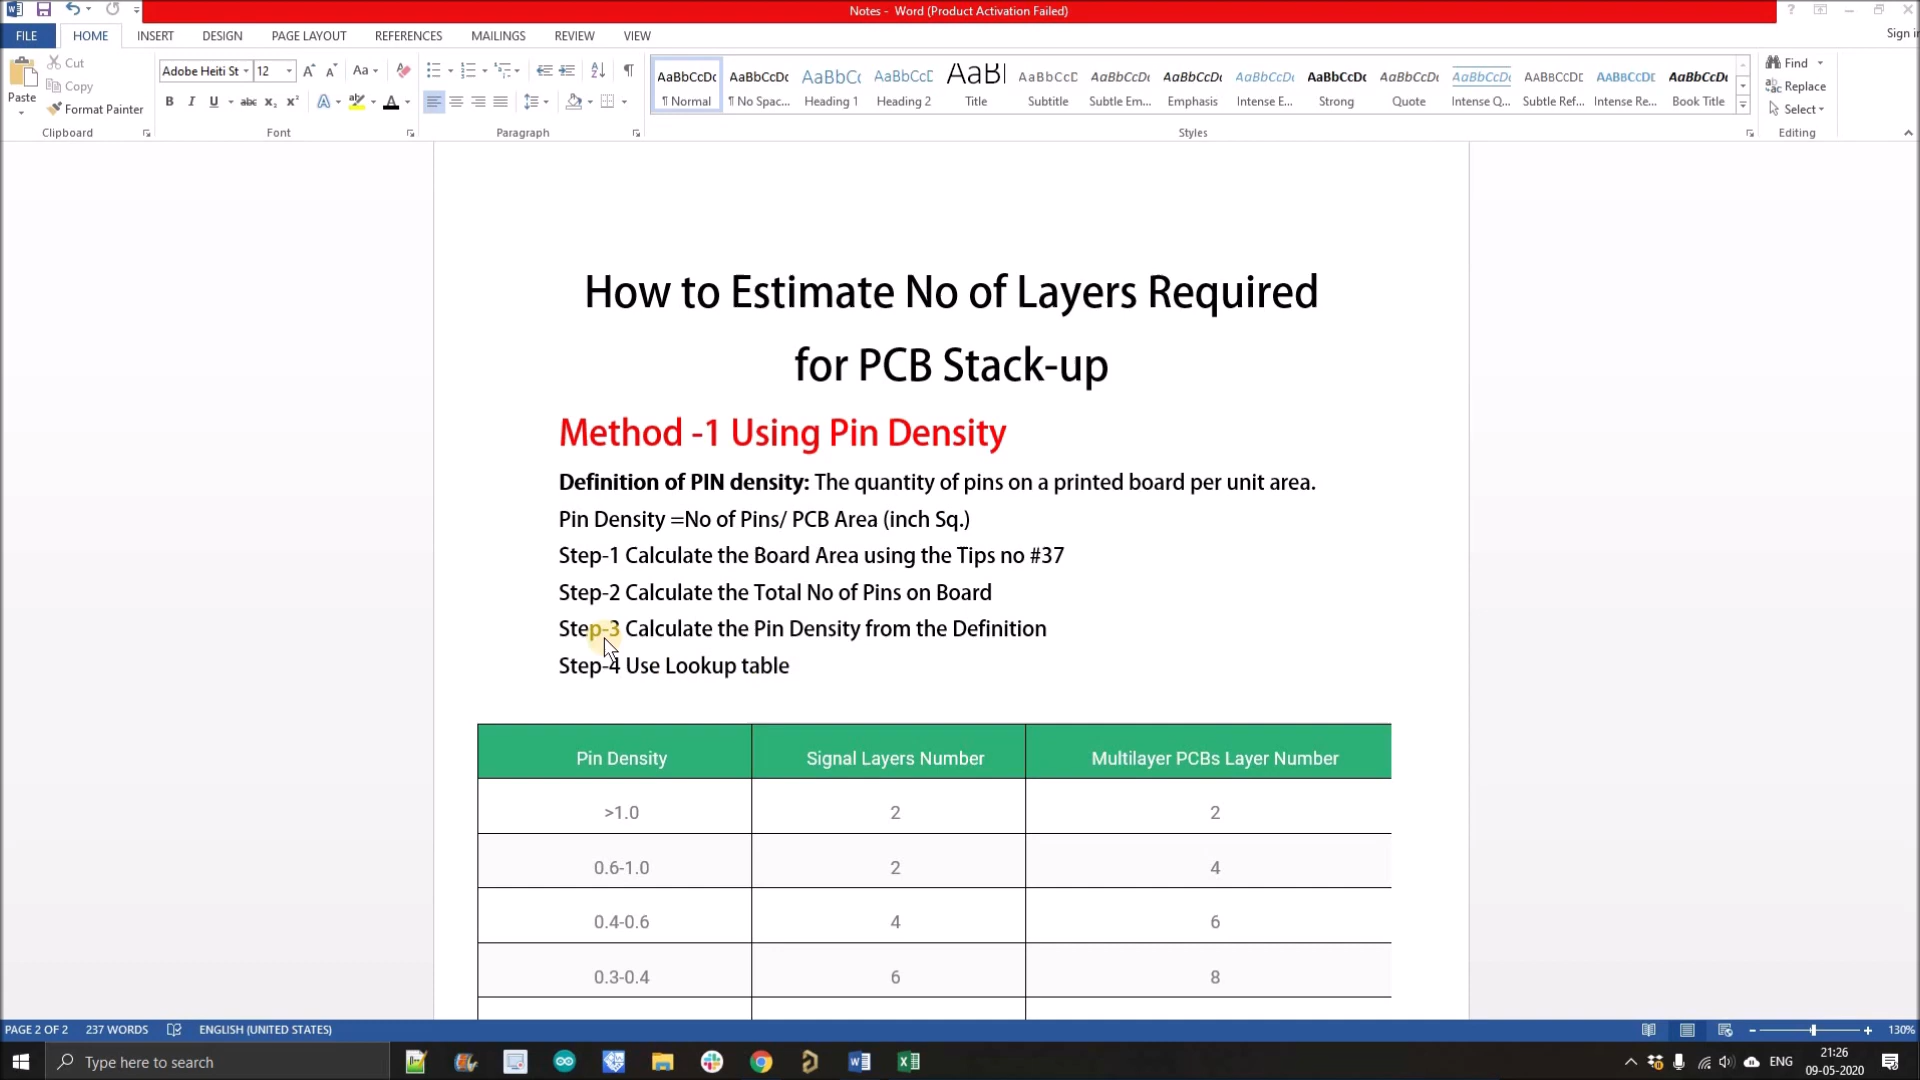 Notes - Word (Product Activation Failed)
FILE HOME INSERT DESIGN PAGE LAYOUT REFERENCES MAILINGS REVIEW VIEW Sign in
Paste
Cut
Copy
Format Painter
Clipboard
Adobe Heiti St 12
Aa
B I U abc X₂ X²
A
Font
Paragraph
AaBbCcDc AaBbCcDc AaBbCc AaBbCcD AaBl AaBbCcD AaBbCcDc AaBbCcDc AaBbCcDc AaBbCcDc AaBbCcDc AaBbCcDc AaBbCcDc AaBbCcDc AaBbCcDc
¶ Normal ¶ No Spac... Heading 1 Heading 2 Title Subtitle Subtle Em... Emphasis Intense E... Strong Quote Intense Q... Subtle Ref... Intense Re... Book Title
Styles
Find
Replace
Select
Editing
How to Estimate No of Layers Required
for PCB Stack-up
Method -1 Using Pin Density
Definition of PIN density: The quantity of pins on a printed board per unit area.
Pin Density =No of Pins/ PCB Area (inch Sq.)
Step-1 Calculate the Board Area using the Tips no #37
Step-2 Calculate the Total No of Pins on Board
Step-3 Calculate the Pin Density from the Definition
Step-4 Use Lookup table
Pin Density Signal Layers Number Multilayer PCBs Layer Number
>1.0 2 2
0.6-1.0 2 4
0.4-0.6 4 6
0.3-0.4 6 8
PAGE 2 OF 2 237 WORDS ENGLISH (UNITED STATES) 130%
Type here to search
ENG
21:26
09-05-2020